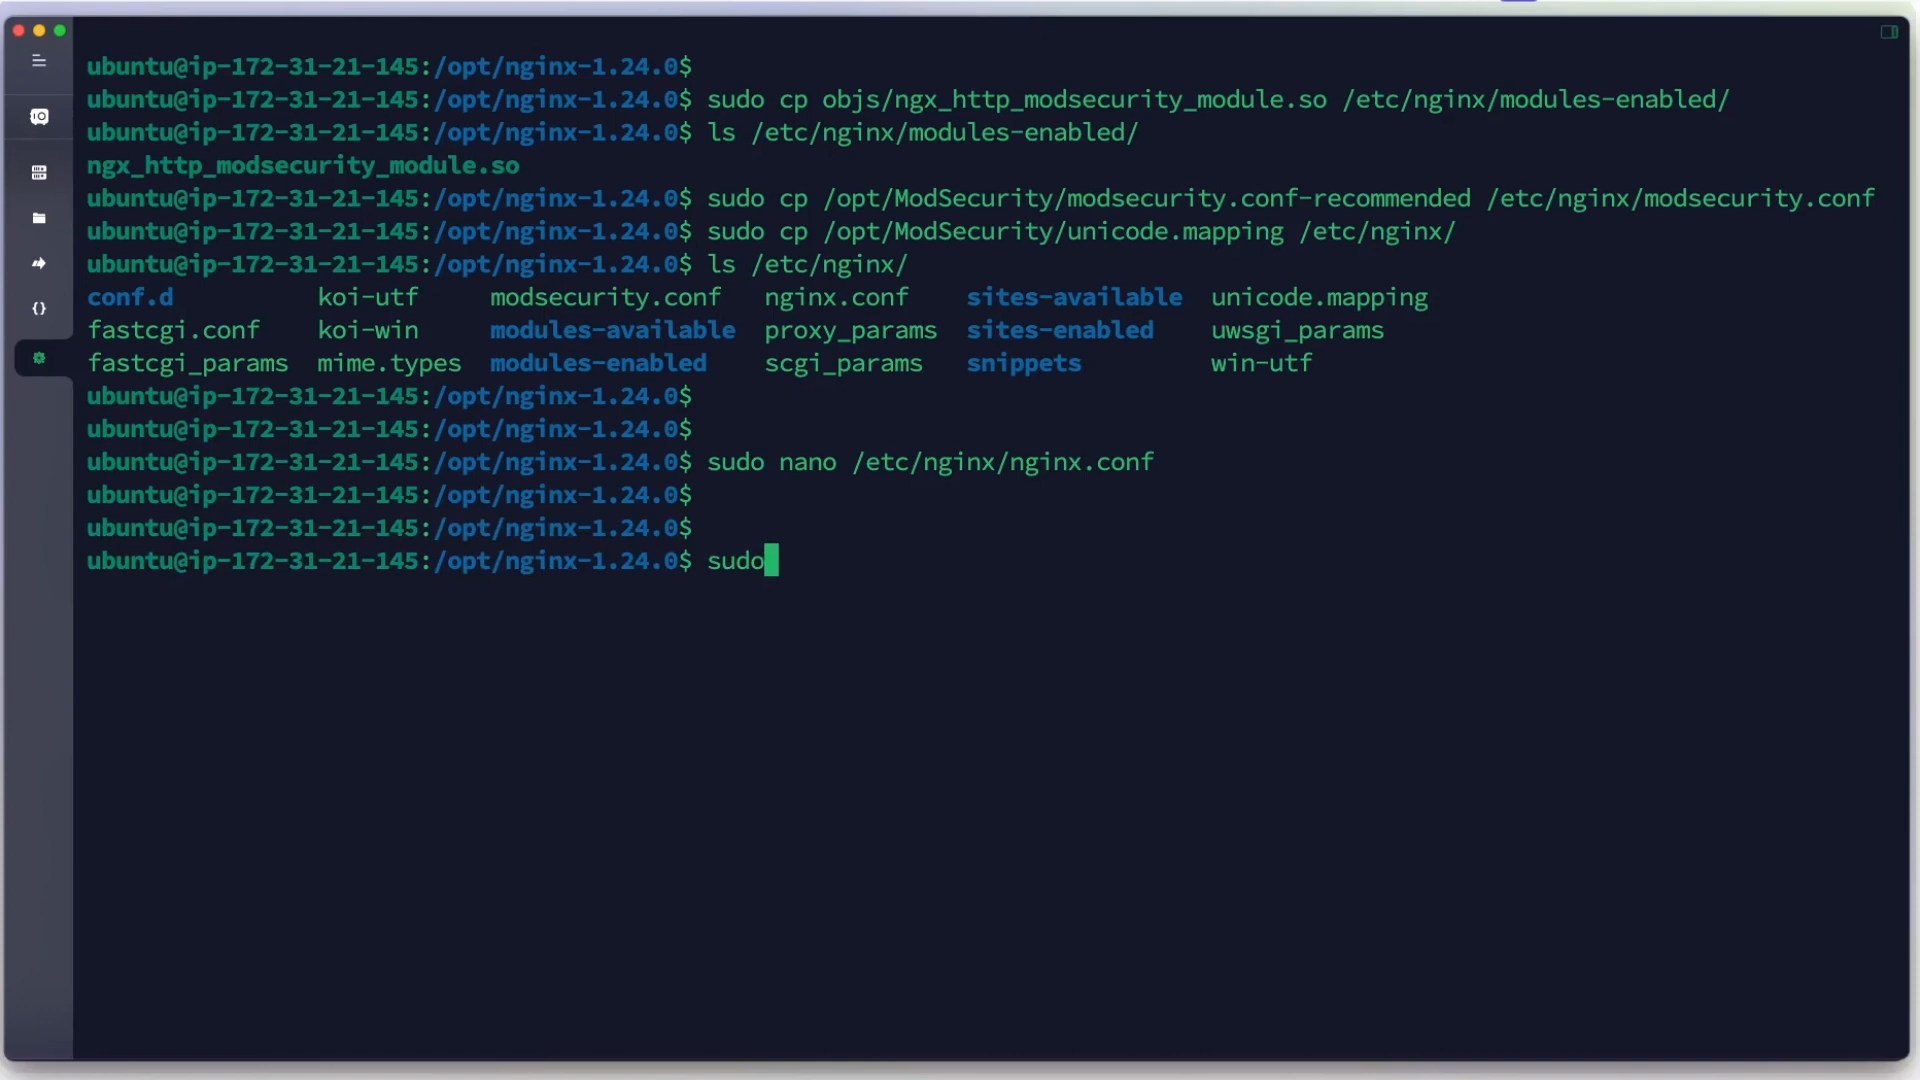 ubuntu@ip-172-31-21-145:/opt/nginx-1.24.0$
ubuntu@ip-172-31-21-145:/opt/nginx-1.24.0$ sudo cp objs/ngx_http_modsecurity_module.so /etc/nginx/modules-enabled/
ubuntu@ip-172-31-21-145:/opt/nginx-1.24.0$ ls /etc/nginx/modules-enabled/
ngx_http_modsecurity_module.so
ubuntu@ip-172-31-21-145:/opt/nginx-1.24.0$ sudo cp /opt/ModSecurity/modsecurity.conf-recommended /etc/nginx/modsecurity.conf
ubuntu@ip-172-31-21-145:/opt/nginx-1.24.0$ sudo cp /opt/ModSecurity/unicode.mapping /etc/nginx/
ubuntu@ip-172-31-21-145:/opt/nginx-1.24.0$ ls /etc/nginx/
conf.d koi-utf modsecurity.conf nginx.conf sites-available unicode.mapping
fastcgi.conf koi-win modules-available proxy_params sites-enabled uwsgi_params
fastcgi_params mime.types modules-enabled scgi_params snippets win-utf
ubuntu@ip-172-31-21-145:/opt/nginx-1.24.0$
ubuntu@ip-172-31-21-145:/opt/nginx-1.24.0$
ubuntu@ip-172-31-21-145:/opt/nginx-1.24.0$ sudo nano /etc/nginx/nginx.conf
ubuntu@ip-172-31-21-145:/opt/nginx-1.24.0$
ubuntu@ip-172-31-21-145:/opt/nginx-1.24.0$
ubuntu@ip-172-31-21-145:/opt/nginx-1.24.0$ sudo